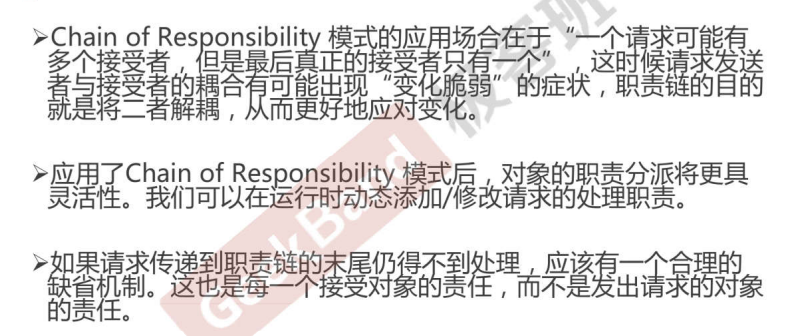 ➢Chain of Responsibility 模式的应用场合在于“一个请求可能有
多个接受者，但是最后真正的接受者只有一个”，这时候请求发送
者与接受者的耦合有可能出现“变化脆弱”的症状，职责链的目的
就是将二者解耦，从而更好地应对变化。
➢应用了Chain of Responsibility 模式后，对象的职责分派将更具
灵活性。我们可以在运行时动态添加/修改请求的处理职责。
➢如果请求传递到职责链的末尾仍得不到处理，应该有一个合理的
缺省机制。这也是每一个接受对象的责任，而不是发出请求的对象
的责任。
GeekBand 极客班